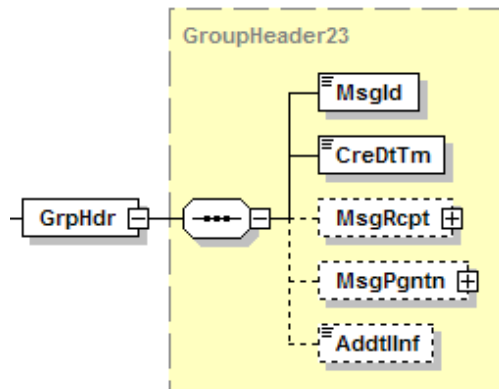 GroupHeader23
MsgId
CreDtTm
GrpHdr
MsgRcpt
MsgPgntn
AddtlInf